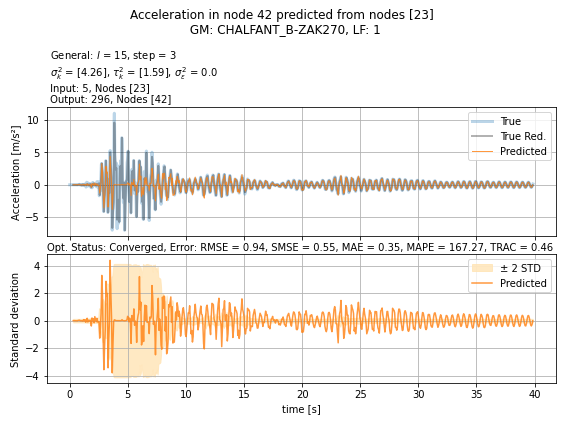 Acceleration in node 42 predicted from nodes [23]
GM: CHALFANT_B-ZAK270, LF: 1
General: l = 15, step = 3
σ²ₖ = [4.26], τ²ₖ = [1.59], σ²_ε = 0.0
Input: 5, Nodes [23]
Output: 296, Nodes [42]
10
5
0
−5
Acceleration [m/s²]
True
True Red.
Predicted
Opt. Status: Converged, Error: RMSE = 0.94, SMSE = 0.55, MAE = 0.35, MAPE = 167.27, TRAC = 0.46
4
2
0
−2
−4
Standard deviation
± 2 STD
Predicted
0 5 10 15 20 25 30 35 40
time [s]